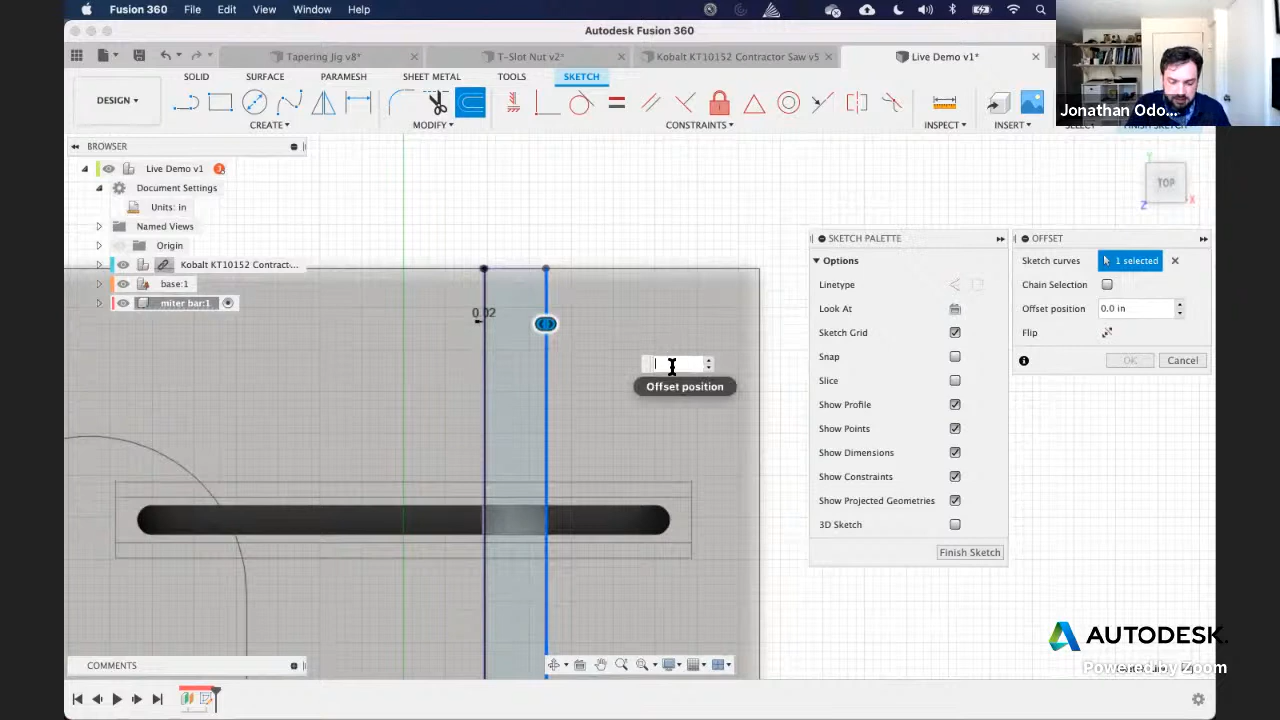 Fusion 360 File Edit View Window Help
Autodesk Fusion 360
Tapering Jig v8*
T-Slot Nut v2*
Kobalt KT10152 Contractor Saw v5
Live Demo v1*
SOLID SURFACE PARAMESH SHEET METAL TOOLS SKETCH
DESIGN
CREATE MODIFY CONSTRAINTS INSPECT INSERT
Jonathan Odo...
BROWSER
Live Demo v1
Document Settings
Units: in
Named Views
Origin
Kobalt KT10152 Contract...
base:1
miter bar:1
TOP
Y
Z
X
0.02
Offset position
SKETCH PALETTE
Options
Linetype
Look At
Sketch Grid
Snap
Slice
Show Profile
Show Points
Show Dimensions
Show Constraints
Show Projected Geometries
3D Sketch
Finish Sketch
OFFSET
Sketch curves 1 selected
Chain Selection
Offset position 0.0 in
Flip
OK Cancel
AUTODESK.
Powered by Zoom
COMMENTS